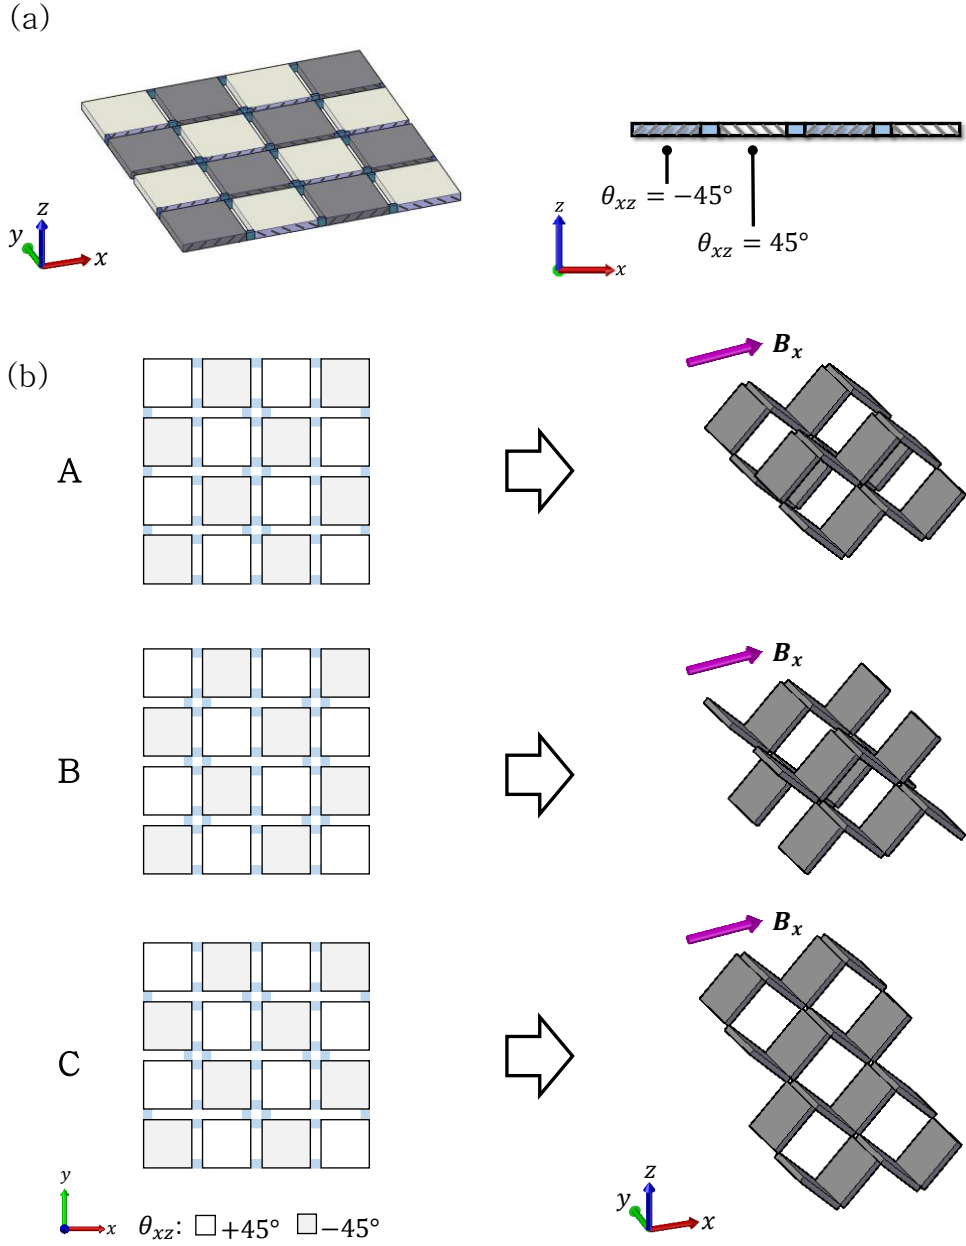 (a)
z
y
x
θxz = −45°
θxz = 45°
z
x
(b)
Bx
A
Bx
B
Bx
C
y
x
θxz: +45° −45°
z
y
x